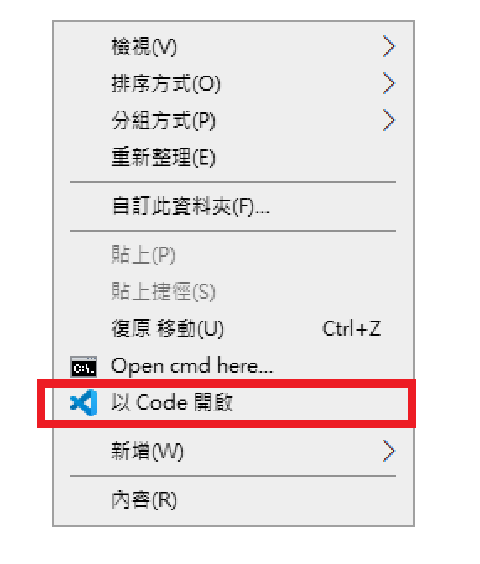 檢視(V)
排序方式(O)
分組方式(P)
重新整理(E)
自訂此資料夾(F)...
貼上(P)
貼上捷徑(S)
復原 移動(U) Ctrl+Z
C:\.
Open cmd here...
以 Code 開啟
新增(W)
內容(R)